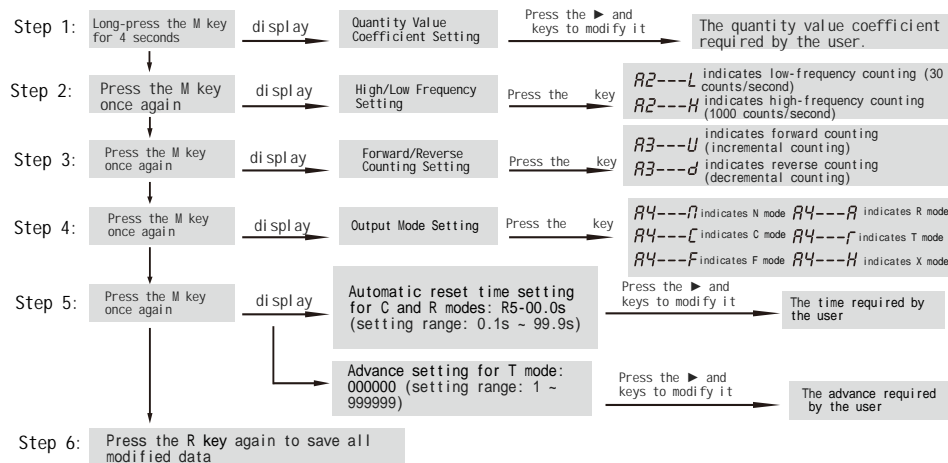 Step 1:
Long-press the M key
for 4 seconds
display
Quantity Value
Coefficient Setting
Press the ► and
keys to modify it
The quantity value coefficient
required by the user.
Step 2:
Press the M key
once again
display
High/Low Frequency
Setting
Press the key
A2---L indicates low-frequency counting (30
counts/second)
A2---H indicates high-frequency counting
(1000 counts/second)
Step 3:
Press the M key
once again
display
Forward/Reverse
Counting Setting
Press the key
A3---U indicates forward counting
(incremental counting)
A3---d indicates reverse counting
(decremental counting)
Step 4:
Press the M key
once again
display
Output Mode Setting
Press the key
A4---n indicates N mode A4---A indicates R mode
A4---C indicates C mode A4---r indicates T mode
A4---F indicates F mode A4---H indicates X mode
Step 5:
Press the M key
once again
display
Automatic reset time setting
for C and R modes: R5-00.0s
(setting range: 0.1s ~ 99.9s)
Press the ► and
keys to modify it
The time required by
the user
Advance setting for T mode:
000000 (setting range: 1 ~
999999)
Press the ► and
keys to modify it
The advance required
by the user
Step 6:
Press the R key again to save all
modified data